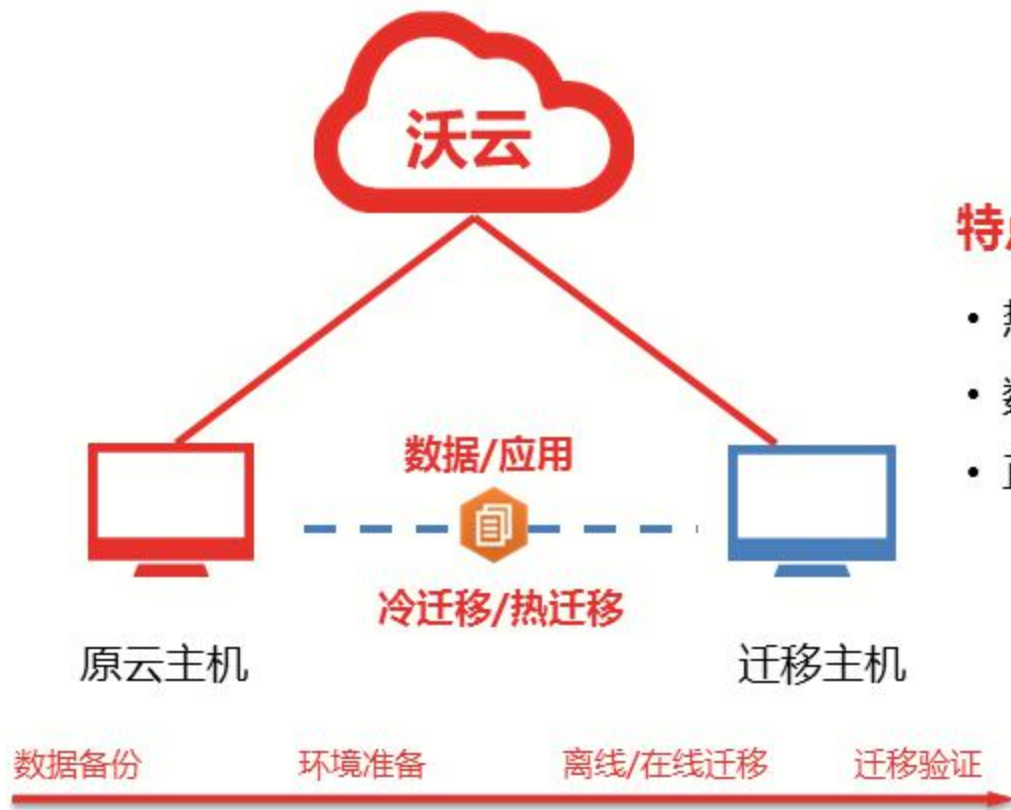 沃云
特
数据/应用
冷迁移/热迁移
原云主机
迁移主机
数据备份
环境准备
离线/在线迁移
迁移验证